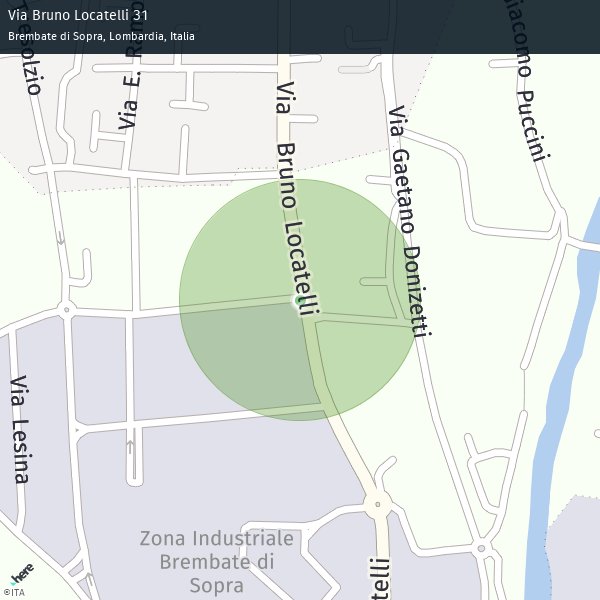 Via Bruno Locatelli 31
Brembate di Sopra, Lombardia, Italia
Via E.
Giacomo Puccini
Via Bruno Locatelli
Via Gaetano Donizetti
Via Lesina
Zona Industriale
Brembate di
Sopra
here
©ITA